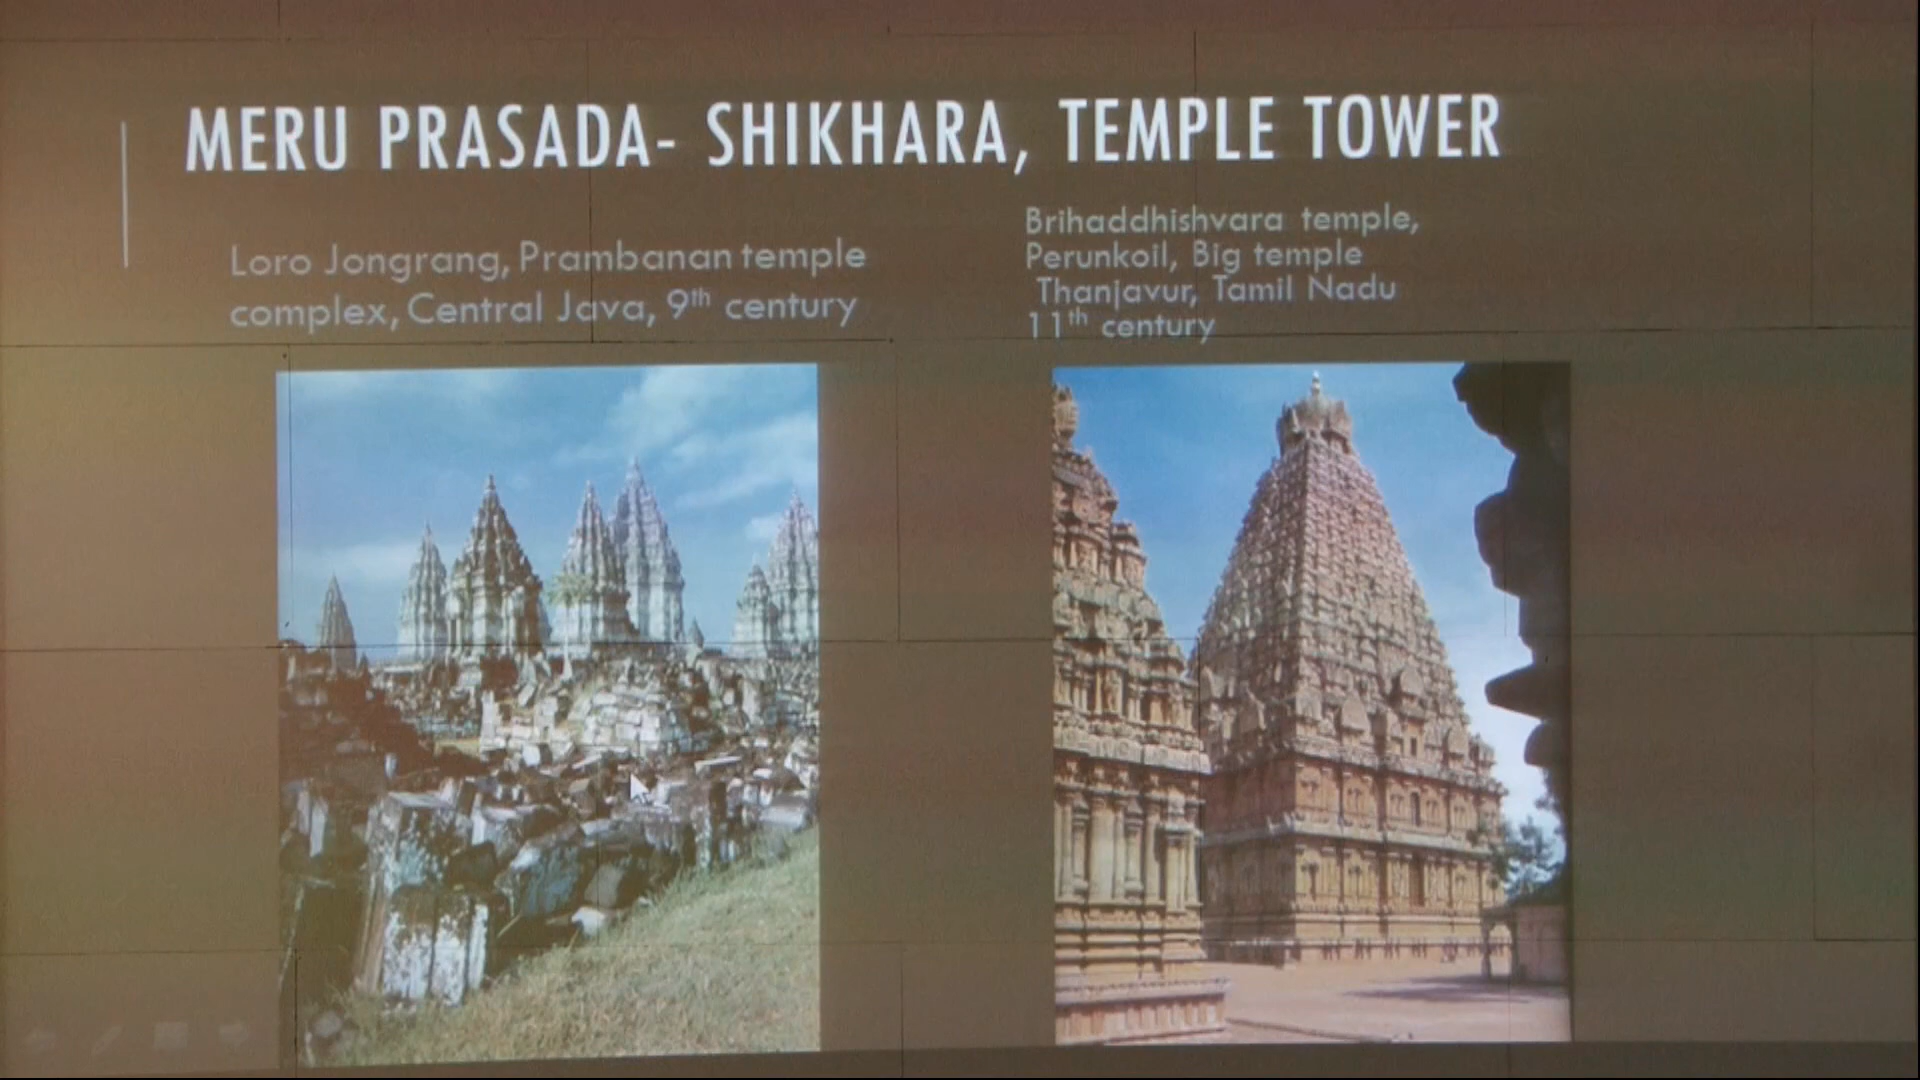 MERU PRASADA- SHIKHARA, TEMPLE TOWER
Loro Jongrang, Prambanan temple
complex, Central Java, 9th century
Brihaddhishvara temple,
Perunkoil, Big temple
Thanjavur, Tamil Nadu
11th century